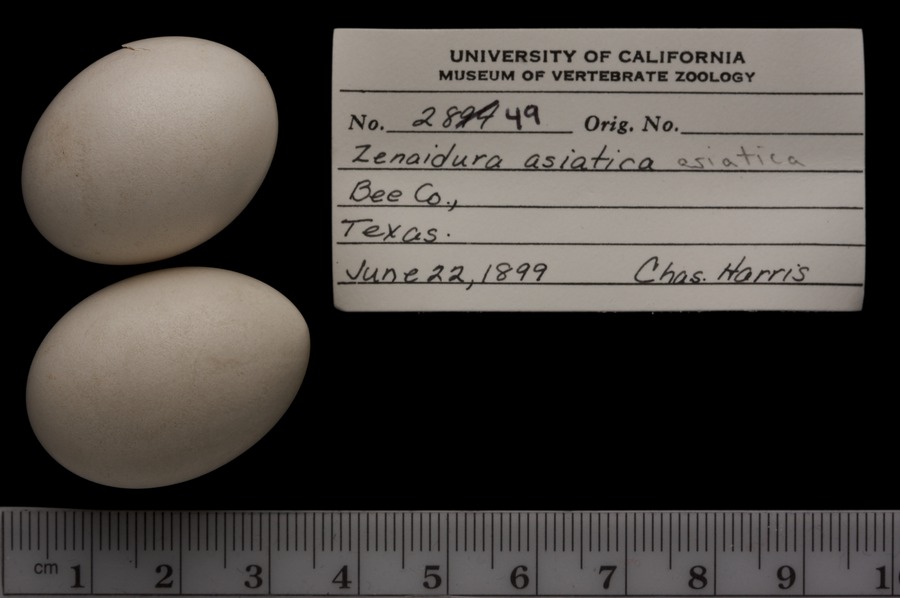 UNIVERSITY OF CALIFORNIA
MUSEUM OF VERTEBRATE ZOOLOGY
No. 28 49 Orig. No.
Zenaidura asiatica asiatica
Bee Co.,
Texas.
June 22, 1899 Chas. Harris
cm 1 2 3 4 5 6 7 8 9 1